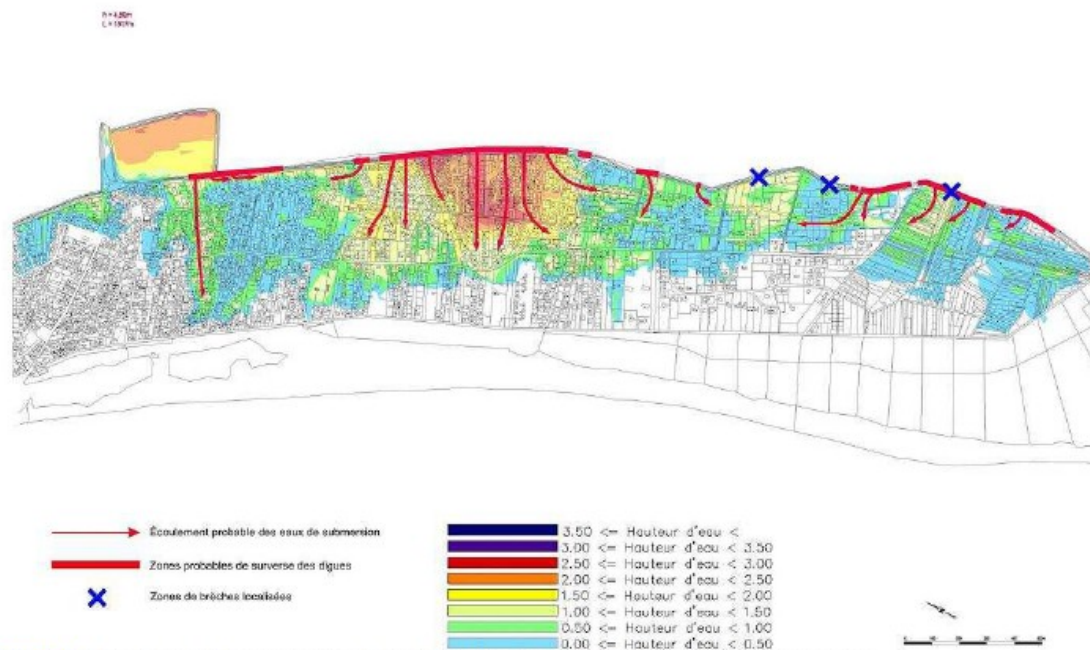 Écoulement probable des eaux de submersion
Zones probables de surverse des digues
Zones de brèches localisées
3.50 <= Hauteur d'eau <
3.00 <= Hauteur d'eau < 3.50
2.50 <= Hauteur d'eau < 3.00
2.00 <= Hauteur d'eau < 2.50
1.50 <= Hauteur d'eau < 2.00
1.00 <= Hauteur d'eau < 1.50
0.50 <= Hauteur d'eau < 1.00
0.00 <= Hauteur d'eau < 0.50